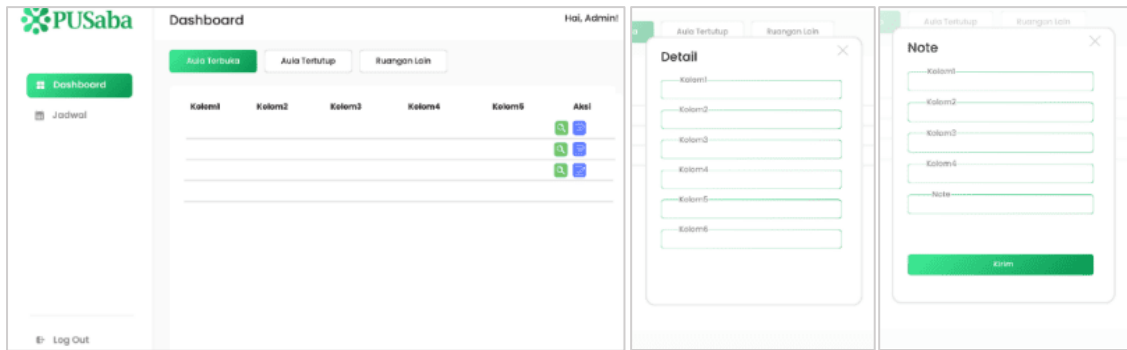 PUSaba
Dashboard
Hai, Admin!
Dashboard
Jadwal
Log Out
Aula Terbuka
Aula Tertutup
Ruangan Lain
Kolom1 Kolom2 Kolom3 Kolom4 Kolom5 Aksi
Aula Tertutup
Ruangan Lain
Detail
Kolom1
Kolom2
Kolom3
Kolom4
Kolom5
Kolom6
Aula Tertutup
Ruangan Lain
Note
Kolom1
Kolom2
Kolom3
Kolom4
Note
Kirim